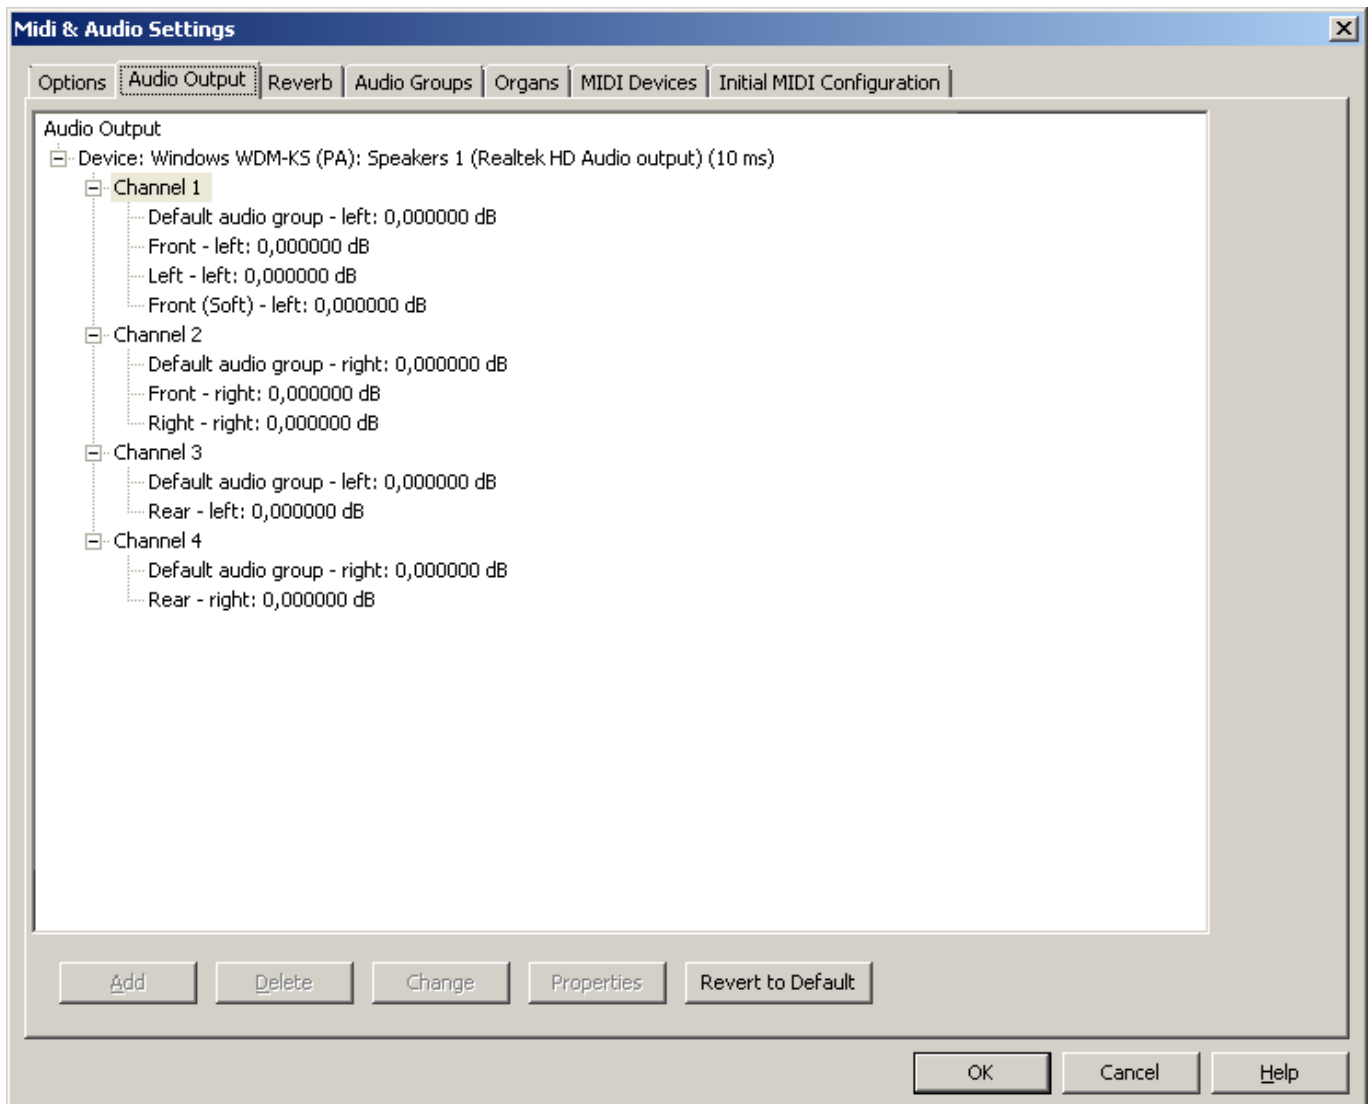 Midi & Audio Settings
Options Audio Output Reverb Audio Groups Organs MIDI Devices Initial MIDI Configuration
Audio Output
Device: Windows WDM-KS (PA): Speakers 1 (Realtek HD Audio output) (10 ms)
Channel 1
Default audio group - left: 0,000000 dB
Front - left: 0,000000 dB
Left - left: 0,000000 dB
Front (Soft) - left: 0,000000 dB
Channel 2
Default audio group - right: 0,000000 dB
Front - right: 0,000000 dB
Right - right: 0,000000 dB
Channel 3
Default audio group - left: 0,000000 dB
Rear - left: 0,000000 dB
Channel 4
Default audio group - right: 0,000000 dB
Rear - right: 0,000000 dB
Add Delete Change Properties Revert to Default
OK Cancel Help